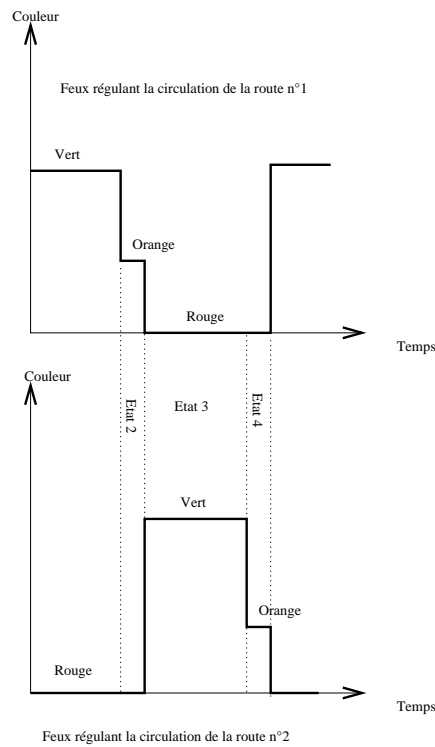 Couleur
Feux régulant la circulation de la route n°1
Vert
Orange
Rouge
Temps
Couleur
Etat 2
Etat 3
Etat 4
Vert
Orange
Rouge
Temps
Feux régulant la circulation de la route n°2